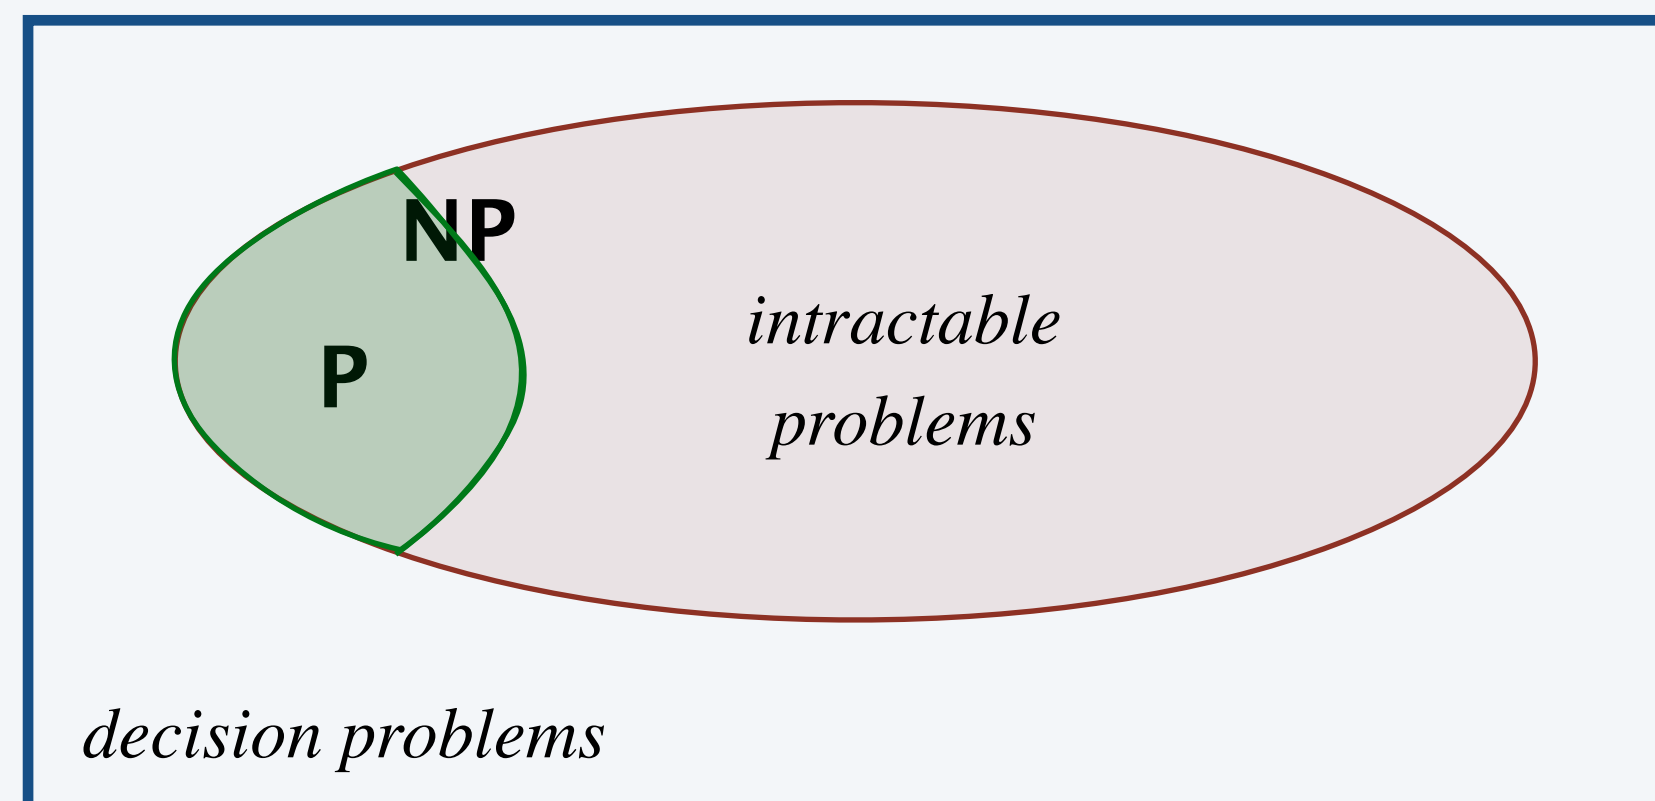 NP
P
intractable
problems
decision problems